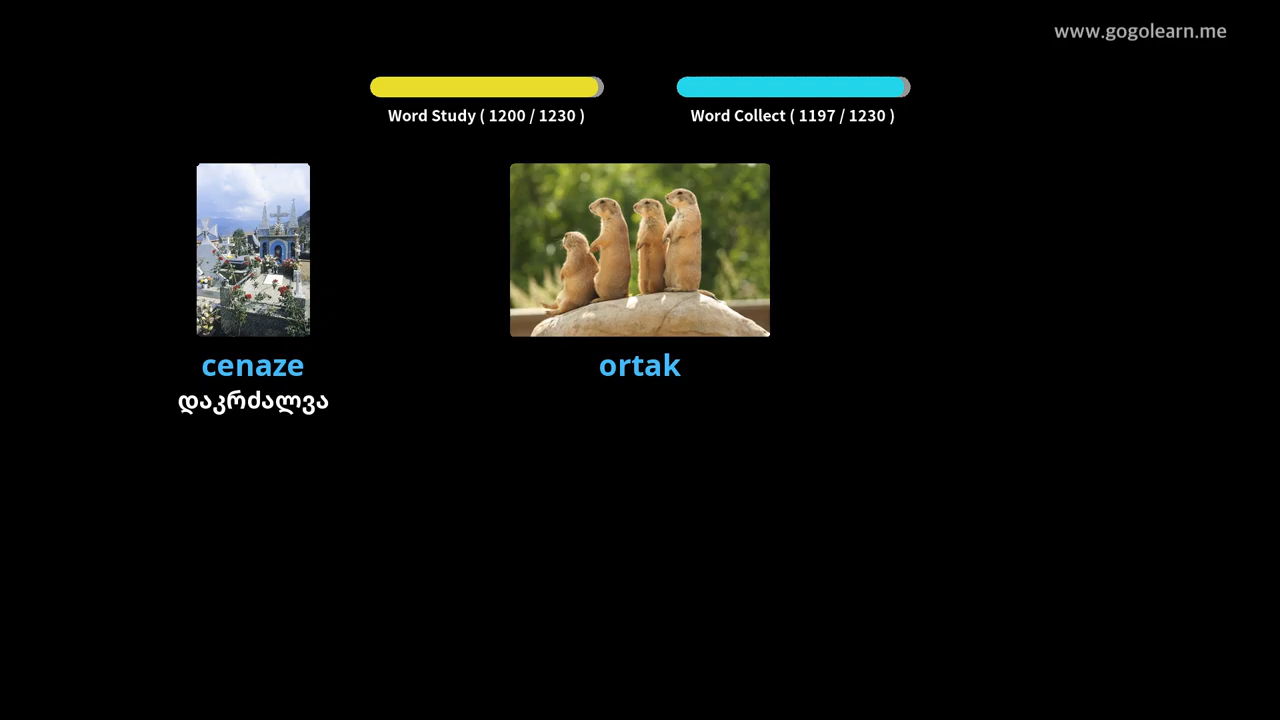 www.gogolearn.me
Word Study ( 1200 / 1230 )
Word Collect ( 1197 / 1230 )
cenaze
დაკრძალვა
ortak